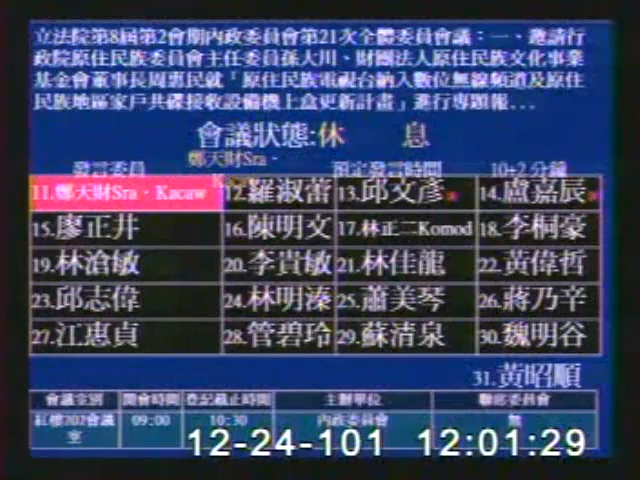 立法院第8屆第2會期內政委員會第21次全體委員會議：一、邀請行
政院原住民族委員會主任委員孫大川、財團法人原住民族文化事業
基金會董事長周惠民就「原住民族電視台納入數位無線頻道及原住
民族地區家戶共碟接收設備機上盒更新計畫」進行專題報...
會議狀態:休 息
鄭天財Sra．
發言委員 預定發言時間 10+2 分鐘
11.鄭天財Sra．Kacaw 12.羅淑蕾 13.邱文彥 14.盧嘉辰
15.廖正井 16.陳明文 17.林正二Komod 18.李桐豪
19.林滄敏 20.李貴敏 21.林佳龍 22.黃偉哲
23.邱志偉 24.林明溱 25.蕭美琴 26.蔣乃辛
27.江惠貞 28.管碧玲 29.蘇清泉 30.魏明谷
31.黃昭順
會議室別 開會時間 登記截止時間 主辦單位 聯席委員會
紅樓202會議室 09:00 10:30 內政委員會 無
12-24-101 12:01:29